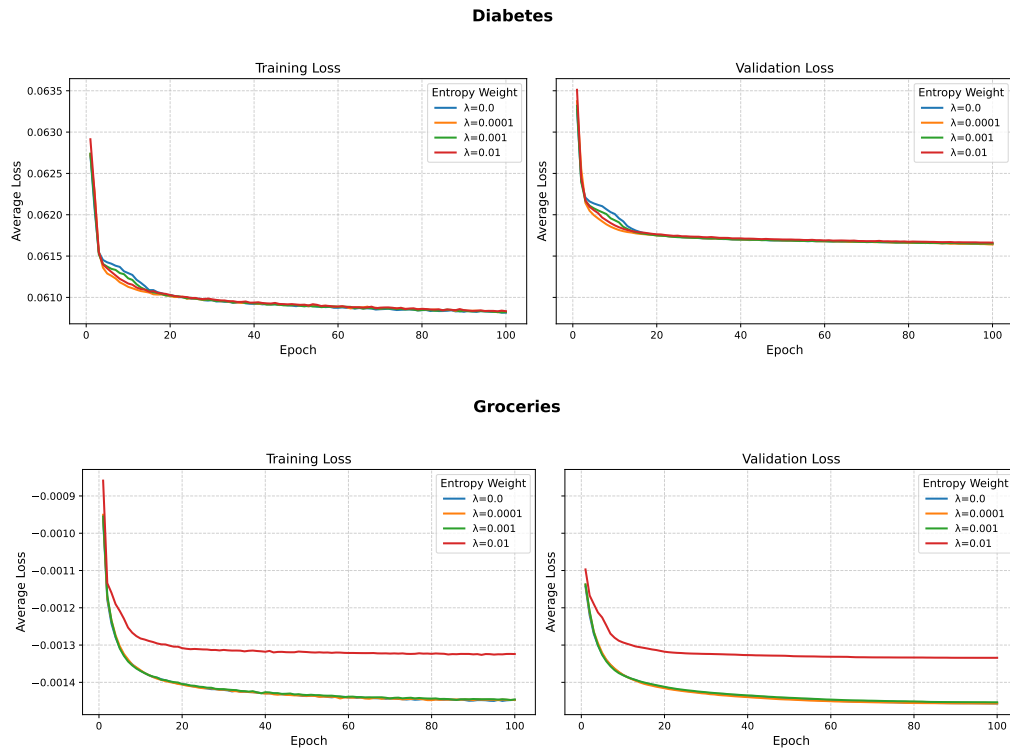 Diabetes
Training Loss
Validation Loss
Average Loss
0.0635
0.0630
0.0625
0.0620
0.0615
0.0610
Entropy Weight
λ=0.0
λ=0.0001
λ=0.001
λ=0.01
0 20 40 60 80 100
Epoch
Average Loss
Entropy Weight
λ=0.0
λ=0.0001
λ=0.001
λ=0.01
0 20 40 60 80 100
Epoch
Groceries
Training Loss
Validation Loss
Average Loss
−0.0009
−0.0010
−0.0011
−0.0012
−0.0013
−0.0014
Entropy Weight
λ=0.0
λ=0.0001
λ=0.001
λ=0.01
0 20 40 60 80 100
Epoch
Average Loss
Entropy Weight
λ=0.0
λ=0.0001
λ=0.001
λ=0.01
0 20 40 60 80 100
Epoch